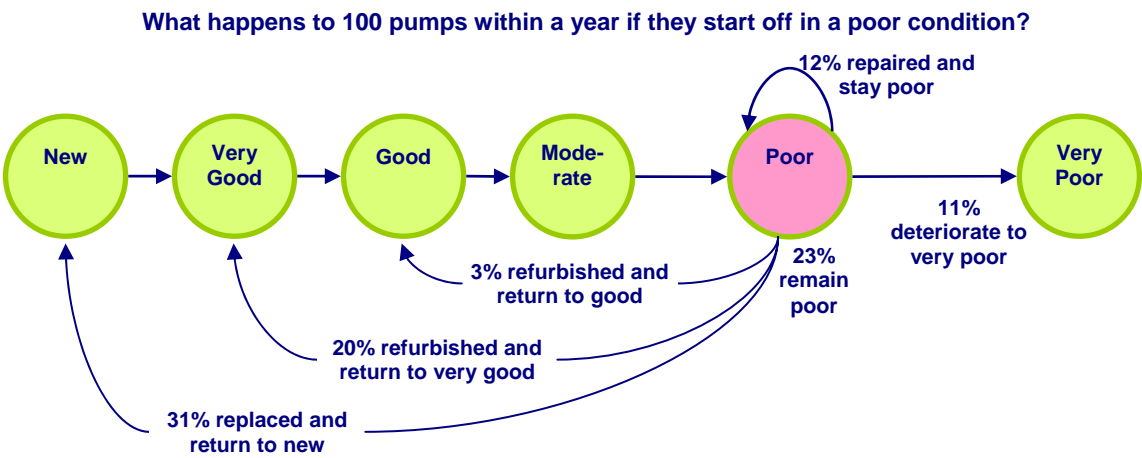 What happens to 100 pumps within a year if they start off in a poor condition?
12% repaired and
stay poor
New
Very
Good
Good
Mode-
rate
Poor
Very
Poor
11%
deteriorate to
very poor
23%
remain
poor
3% refurbished and
return to good
20% refurbished and
return to very good
31% replaced and
return to new